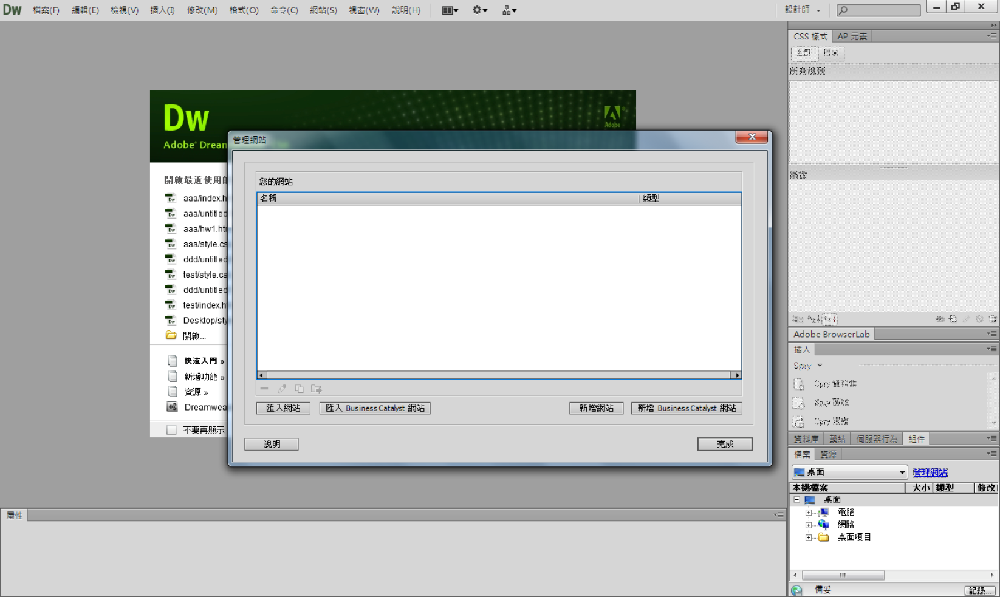 Dw 檔案(F) 編輯(E) 檢視(V) 插入(I) 修改(M) 格式(O) 命令(C) 網站(S) 視窗(W) 說明(H) 設計師
Dw
Adobe
Adobe® Drean
開啟最近使用的
aaa/index.h
aaa/untitled
aaa/hw1.htr
aaa/style.cs
ddd/untitled
test/style.cs
ddd/untitled
test/index.h
Desktop/sty
開啟...
快速入門 »
新增功能 »
資源 »
Dreamwea
不要再顯示
管理網站
您的網站
名稱 類型
匯入網站 匯入 Business Catalyst 網站 新增網站 新增 Business Catalyst 網站
說明 完成
屬性
CSS 樣式 AP 元素
全部 目前
所有規則
屬性
Adobe BrowserLab
插入
Spry
Spry 資料集
Spry 區域
Spry 重複
資料庫 繫結 伺服器行為 組件
檔案 資源
桌面 管理網站
本機檔案 大小 類型 修改
桌面
電腦
網路
桌面項目
備妥 記錄...